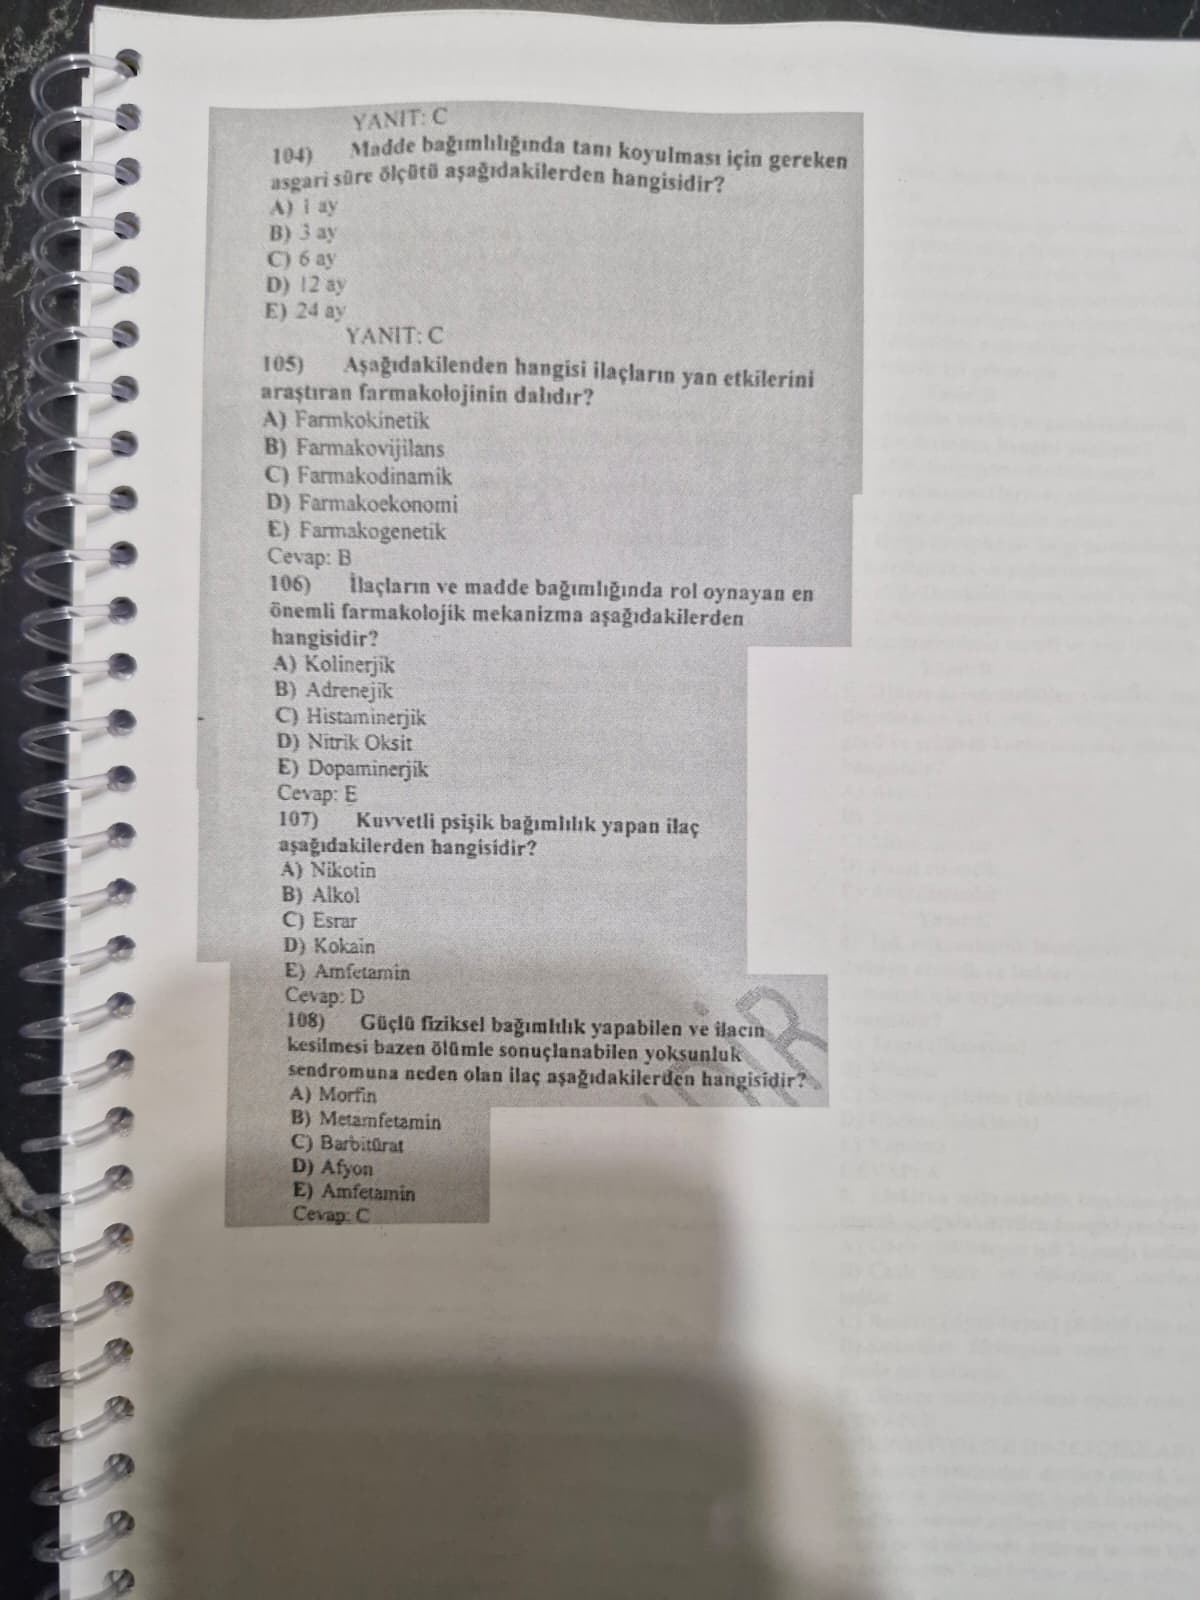 YANIT: C
104) Madde bağımlılığında tanı koyulması için gereken
asgari süre ölçütü aşağıdakilerden hangisidir?
A) 1 ay
B) 3 ay
C) 6 ay
D) 12 ay
E) 24 ay
YANIT: C
105) Aşağıdakilenden hangisi ilaçların yan etkilerini
araştıran farmakolojinin dalıdır?
A) Farmkokinetik
B) Farmakovijilans
C) Farmakodinamik
D) Farmakoekonomi
E) Farmakogenetik
Cevap: B
106) İlaçların ve madde bağımlığında rol oynayan en
önemli farmakolojik mekanizma aşağıdakilerden
hangisidir?
A) Kolinerjik
B) Adrenejik
C) Histaminerjik
D) Nitrik Oksit
E) Dopaminerjik
Cevap: E
107) Kuvvetli psişik bağımlılık yapan ilaç
aşağıdakilerden hangisidir?
A) Nikotin
B) Alkol
C) Esrar
D) Kokain
E) Amfetamin
Cevap: D
108) Güçlü fiziksel bağımlılık yapabilen ve ilacın
kesilmesi bazen ölümle sonuçlanabilen yoksunluk
sendromuna neden olan ilaç aşağıdakilerden hangisidir?
A) Morfin
B) Metamfetamin
C) Barbitürat
D) Afyon
E) Amfetamin
Cevap: C